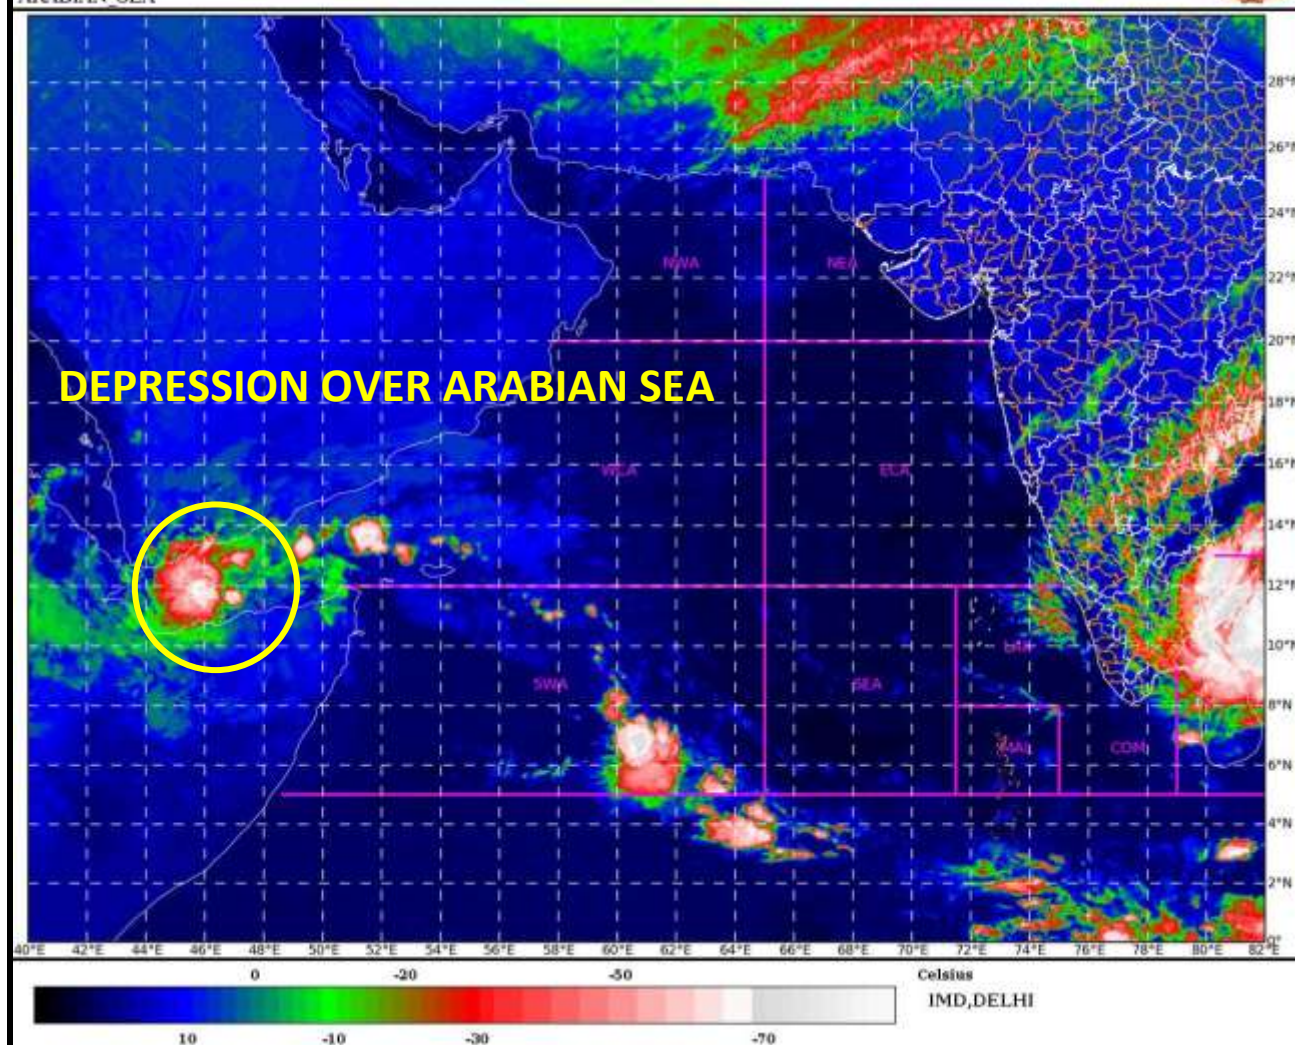 ARABIAN_SEA
28°N
26°N
24°N
NWA NEA
22°N
20°N
DEPRESSION OVER ARABIAN SEA
18°N
WCA ECA
16°N
14°N
12°N
10°N
SWA SEA
8°N
MAL COM
6°N
4°N
2°N
0°
40°E 42°E 44°E 46°E 48°E 50°E 52°E 54°E 56°E 58°E 60°E 62°E 64°E 66°E 68°E 70°E 72°E 74°E 76°E 78°E 80°E 82°E
0 -20 -50 Celsius
IMD,DELHI
10 -10 -30 -70